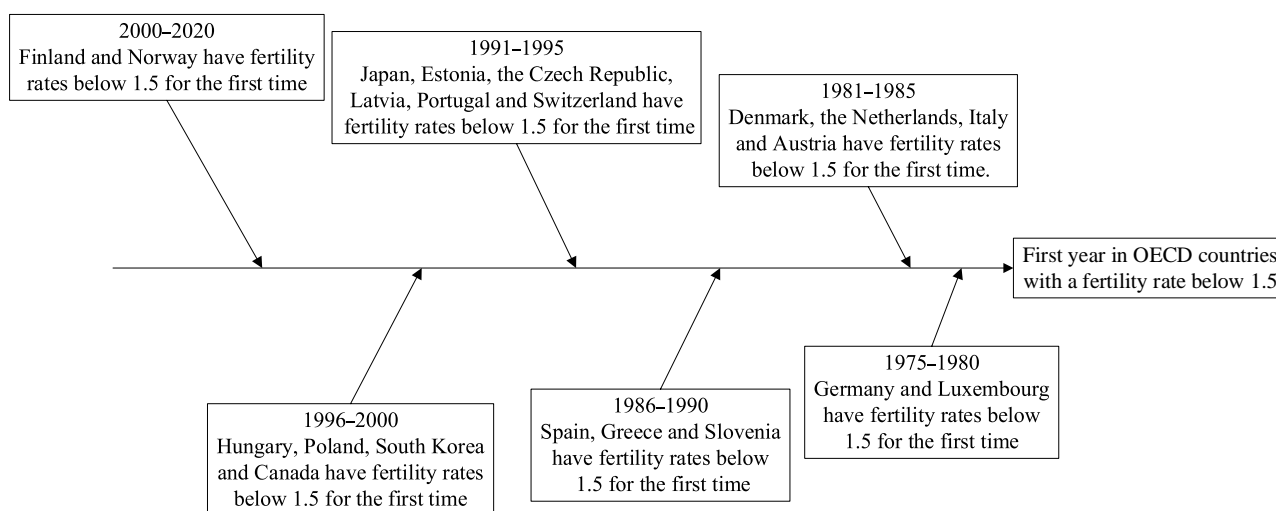 2000–2020
Finland and Norway have fertility
rates below 1.5 for the first time
1991–1995
Japan, Estonia, the Czech Republic,
Latvia, Portugal and Switzerland have
fertility rates below 1.5 for the first time
1981–1985
Denmark, the Netherlands, Italy
and Austria have fertility rates
below 1.5 for the first time.
First year in OECD countries
with a fertility rate below 1.5
1996–2000
Hungary, Poland, South Korea
and Canada have fertility rates
below 1.5 for the first time
1986–1990
Spain, Greece and Slovenia
have fertility rates below
1.5 for the first time
1975–1980
Germany and Luxembourg
have fertility rates below
1.5 for the first time